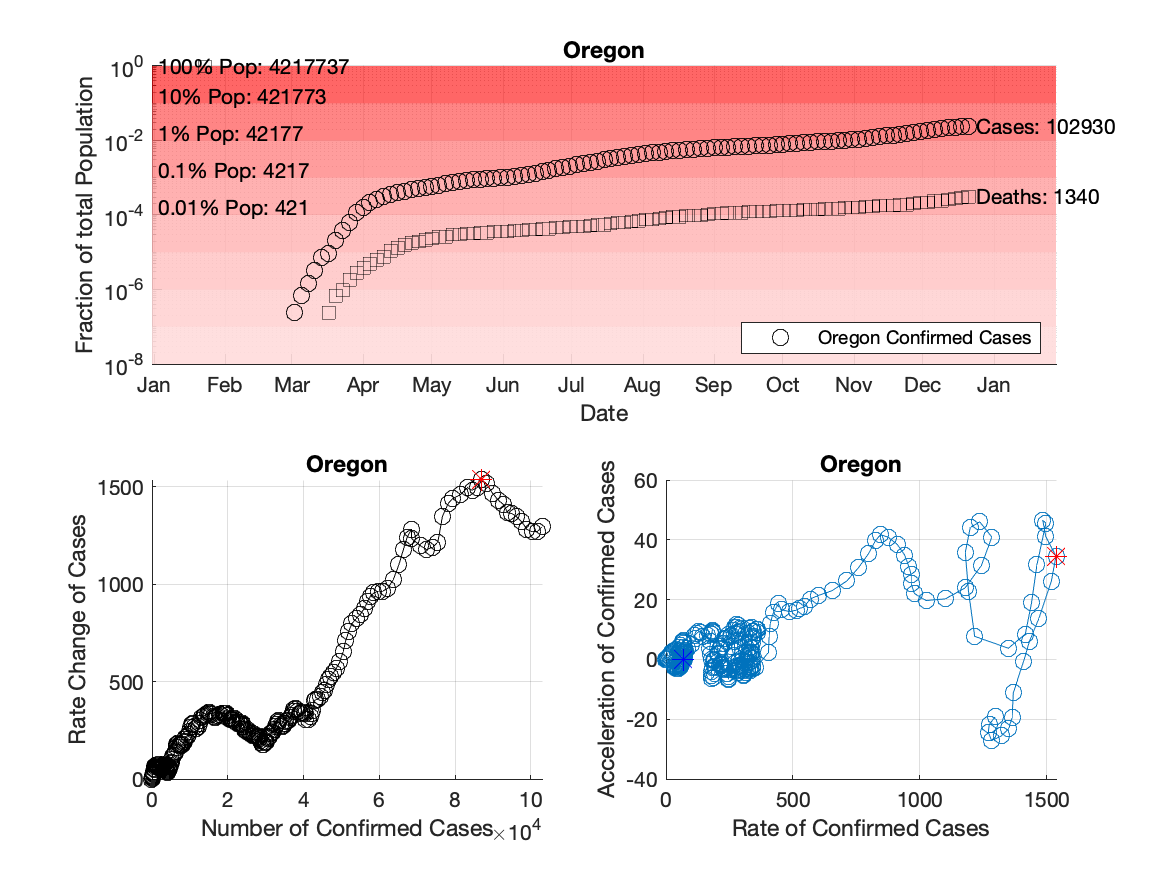 Oregon
10^0
10^-2
10^-4
10^-6
10^-8
Fraction of total Population
100% Pop: 4217737
10% Pop: 421773
1% Pop: 42177
0.1% Pop: 4217
0.01% Pop: 421
Cases: 102930
Deaths: 1340
Oregon Confirmed Cases
Jan Feb Mar Apr May Jun Jul Aug Sep Oct Nov Dec Jan
Date
Oregon
1500
1000
500
0
Rate Change of Cases
0 2 4 6 8 10
Number of Confirmed Cases ×10^4
Oregon
60
40
20
0
-20
-40
Acceleration of Confirmed Cases
0 500 1000 1500
Rate of Confirmed Cases